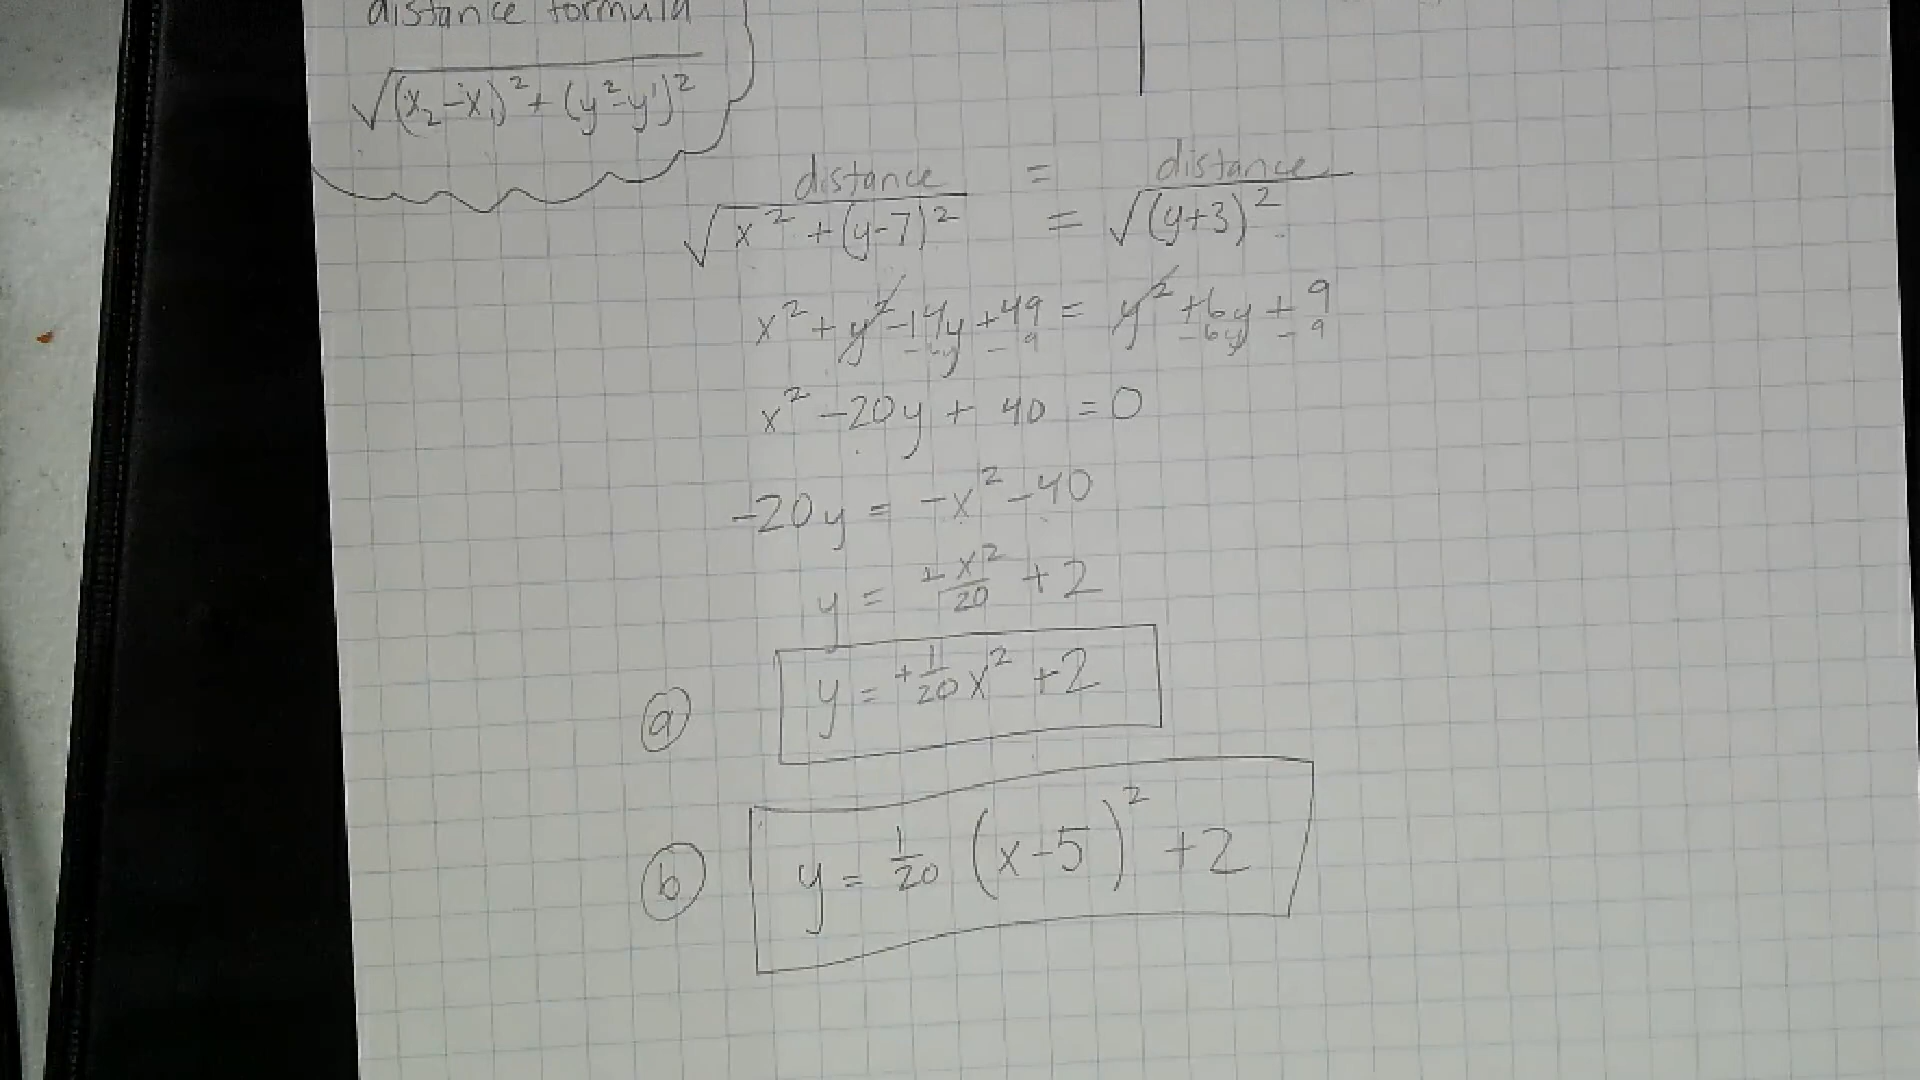 distance formula
√(x₂-x₁)² + (y²-y¹)²
distance = distance
√x² + (y-7)² = √(y+3)²
x² + y² -14y +49 = y² +6y + 9
-6y - 9 -6y - 9
x² -20y + 40 = 0
-20y = -x² -40
y = x²/20 + 2
ⓐ y = +1/20 x² +2
ⓑ y = 1/20 (x-5)² +2